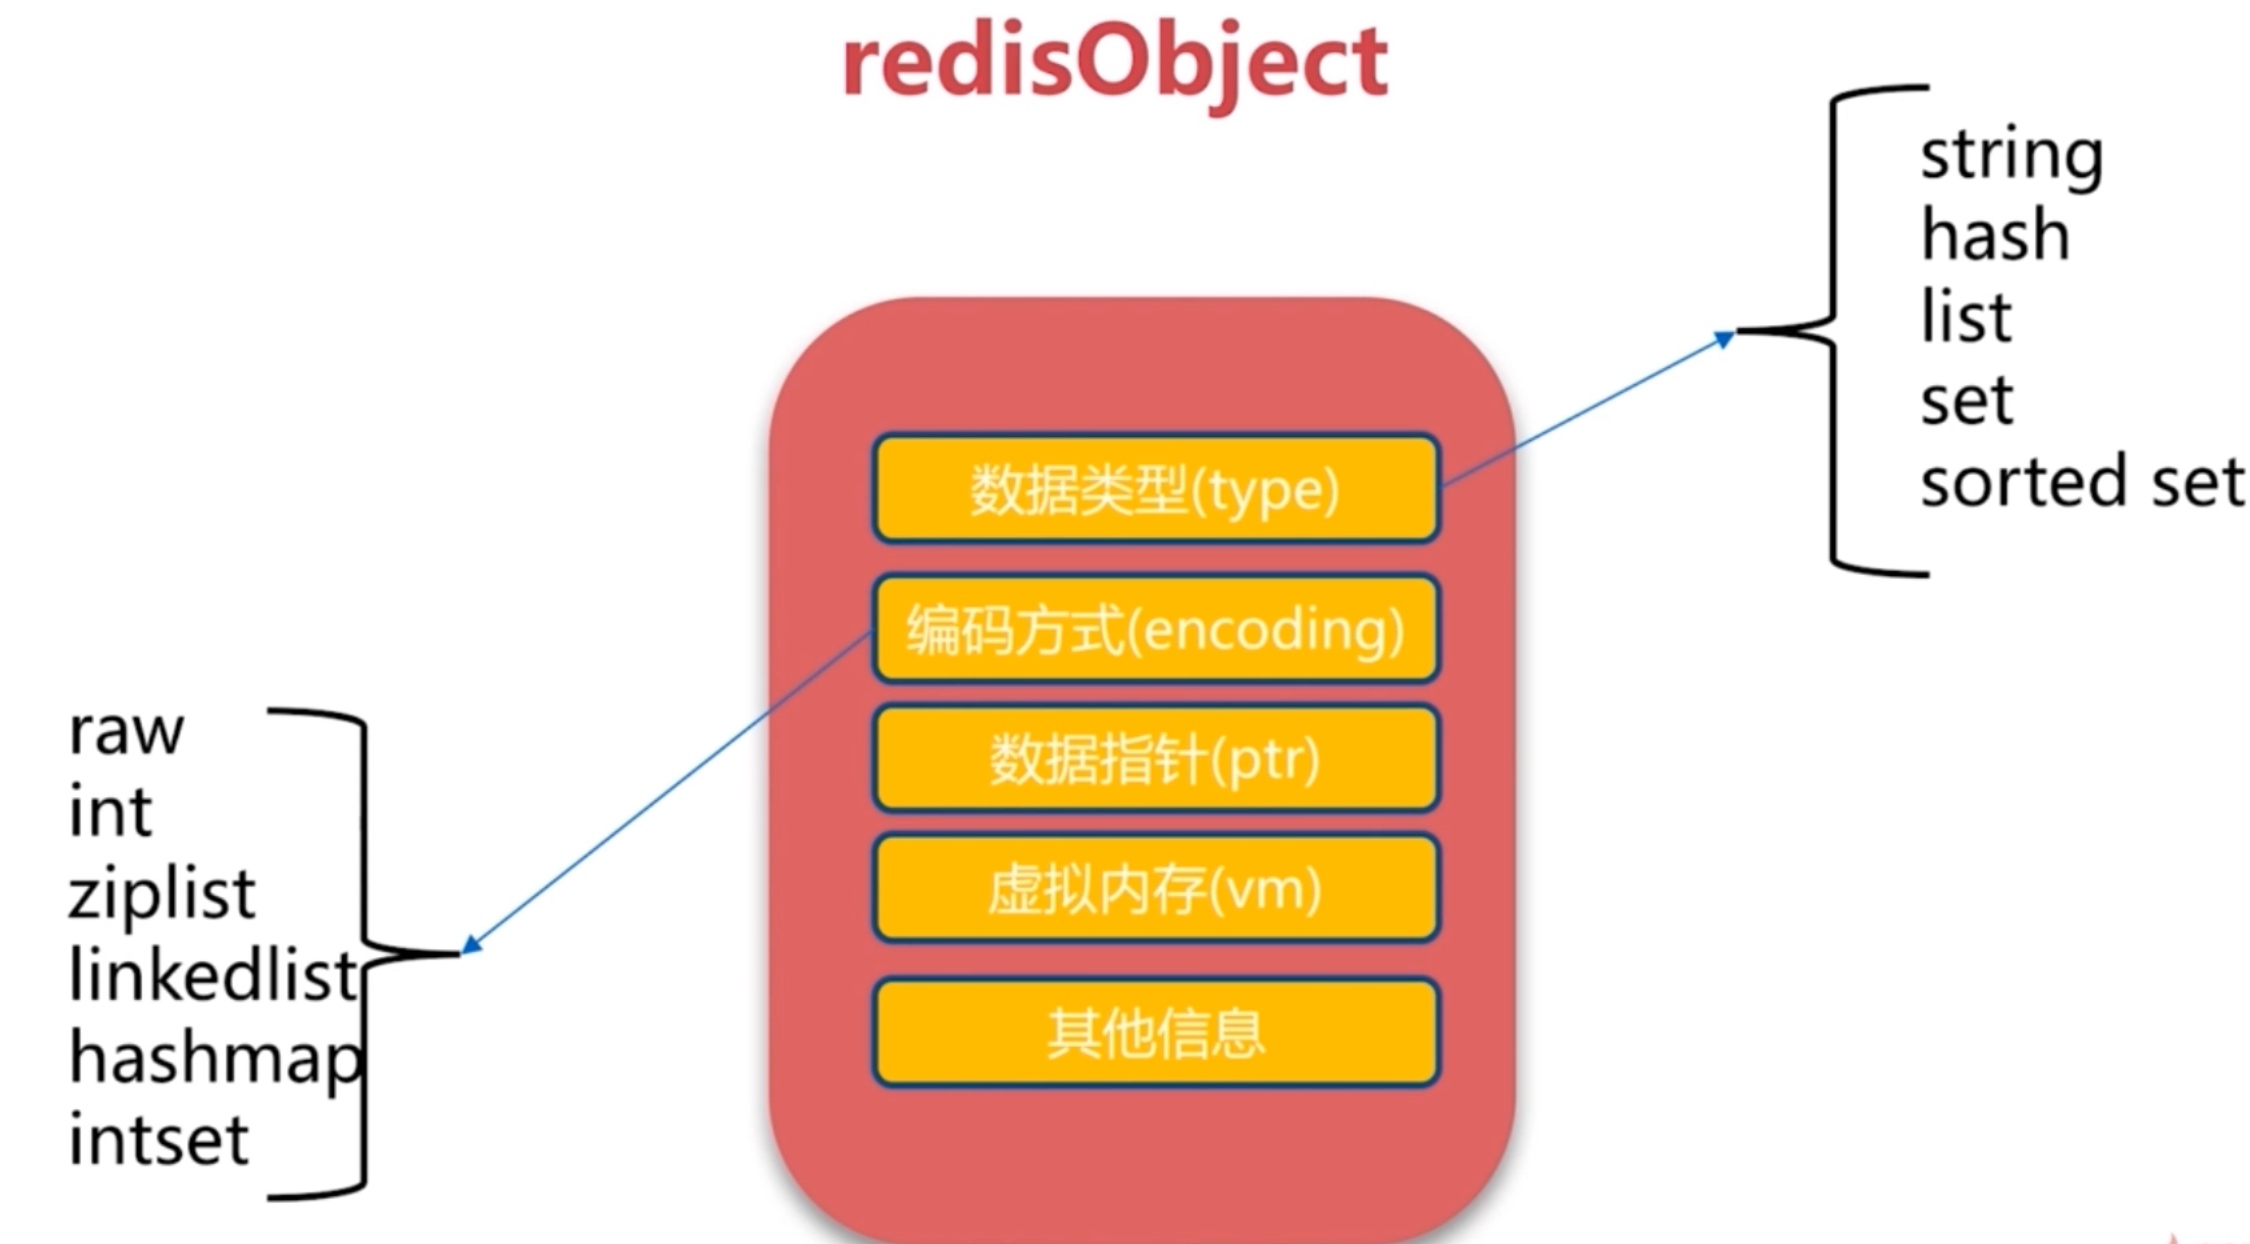 redisObject
string
hash
list
set
sorted set
数据类型(type)
编码方式(encoding)
数据指针(ptr)
虚拟内存(vm)
其他信息
raw
int
ziplist
linkedlist
hashmap
intset